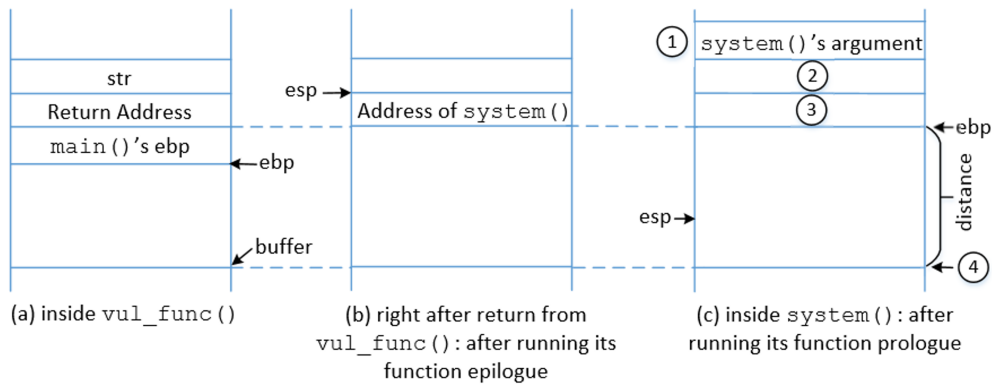 str
Return Address
main()'s ebp
ebp
buffer
(a) inside vul_func()
esp
Address of system()
(b) right after return from
vul_func(): after running its
function epilogue
1
system()'s argument
2
3
ebp
distance
esp
4
(c) inside system(): after
running its function prologue